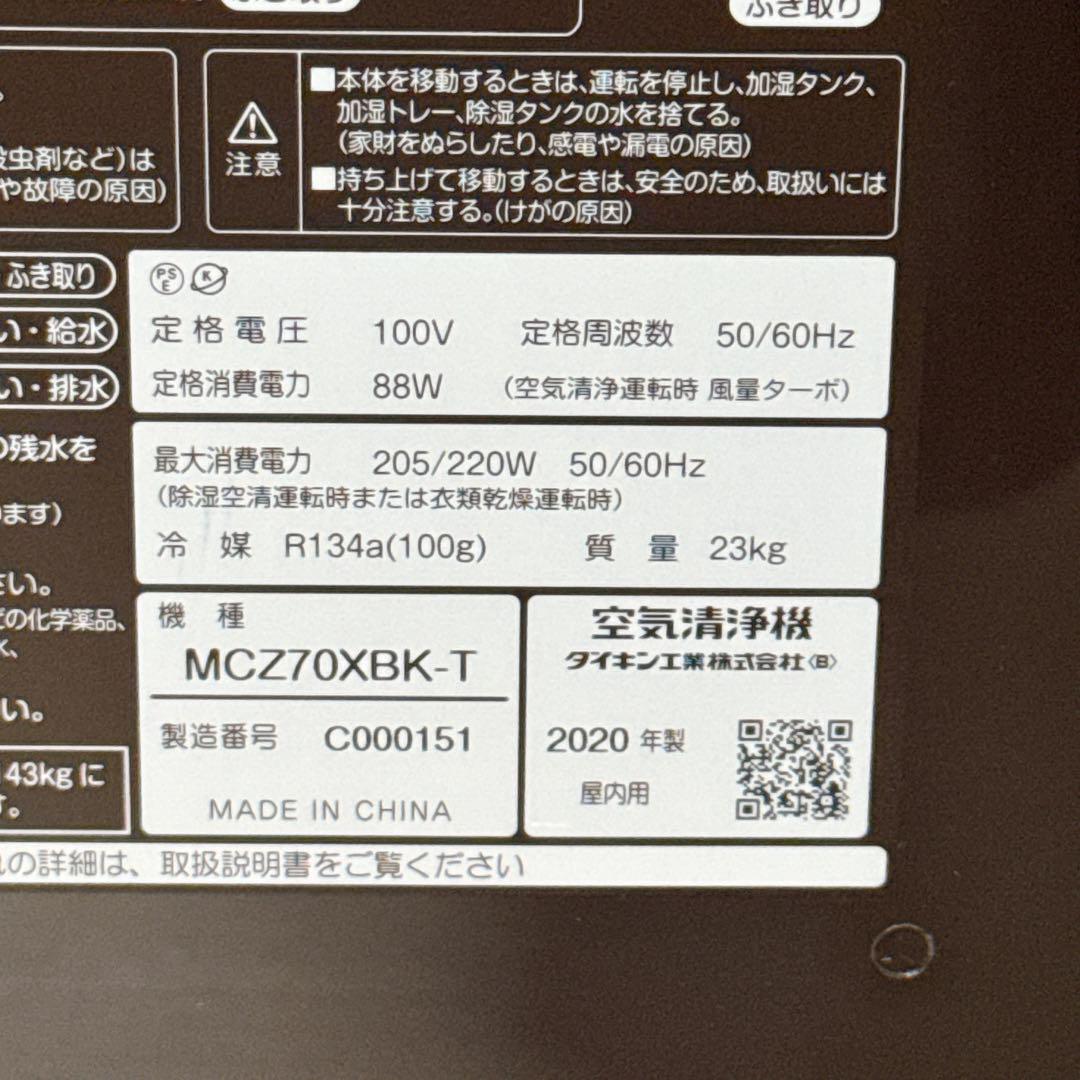 ふき取り
■本体を移動するときは、運転を停止し、加湿タンク、
加湿トレー、除湿タンクの水を捨てる。
(家財をぬらしたり、感電や漏電の原因)
■持ち上げて移動するときは、安全のため、取扱いには
十分注意する。(けがの原因)
注意
虫剤など)は
や故障の原因)
ふき取り
い・給水
い・排水
の残水を
ます)
さい。
の化学薬品、
い。
43kgに
す。
PSE K
定格電圧 100V 定格周波数 50/60Hz
定格消費電力 88W (空気清浄運転時 風量ターボ)
最大消費電力 205/220W 50/60Hz
(除湿空清運転時または衣類乾燥運転時)
冷媒 R134a(100g) 質量 23kg
機種
MCZ70XBK-T
製造番号 C000151
MADE IN CHINA
空気清浄機
ダイキン工業株式会社〈B〉
2020 年製
屋内用
の詳細は、取扱説明書をご覧ください